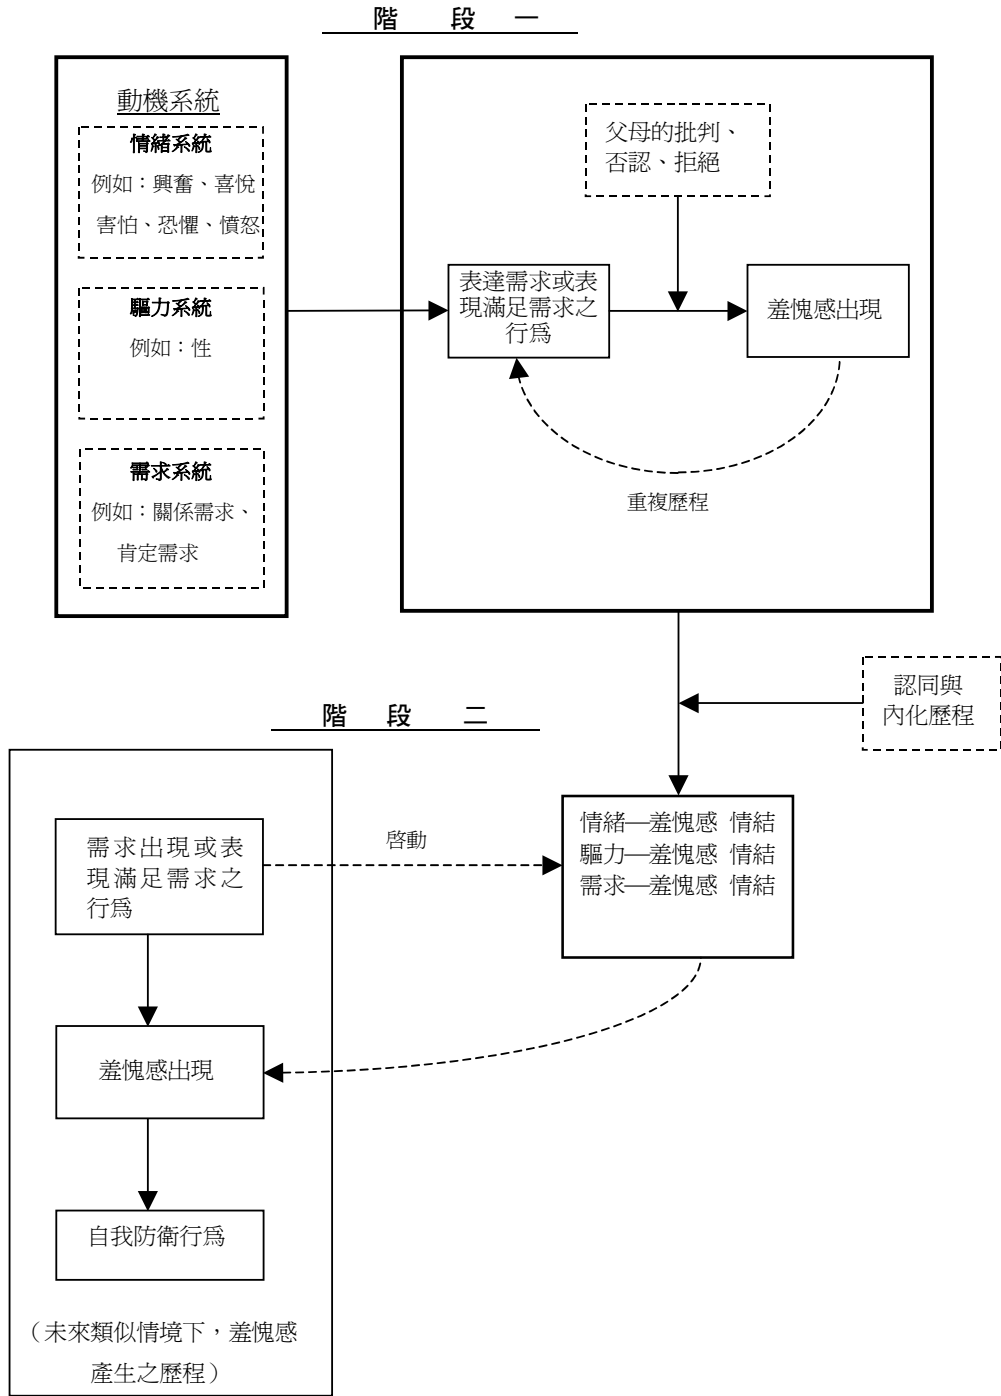 階 段 一
動機系統
情緒系統
例如：興奮、喜悅
害怕、恐懼、憤怒
驅力系統
例如：性
需求系統
例如：關係需求、
肯定需求
父母的批判、
否認、拒絕
表達需求或表
現滿足需求之
行為
羞愧感出現
重複歷程
認同與
內化歷程
階 段 二
需求出現或表
現滿足需求之
行為
啓動
情緒—羞愧感 情結
驅力—羞愧感 情結
需求—羞愧感 情結
羞愧感出現
自我防衛行為
（未來類似情境下，羞愧感
產生之歷程）